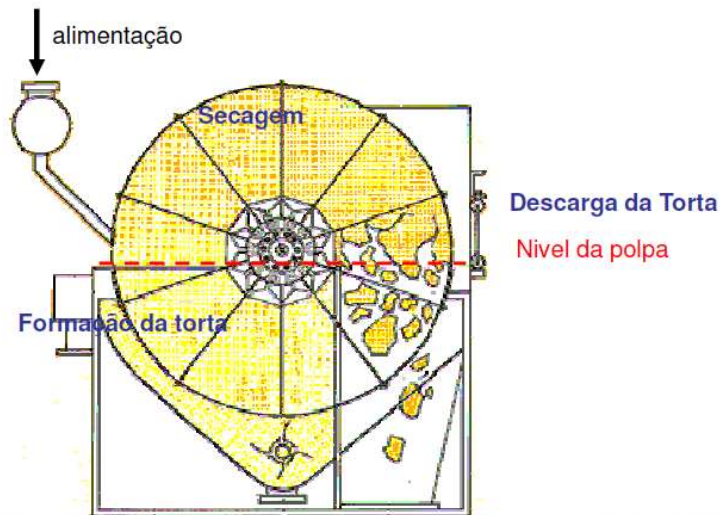 alimentação
Secagem
Descarga da Torta
Nivel da polpa
Formação da torta